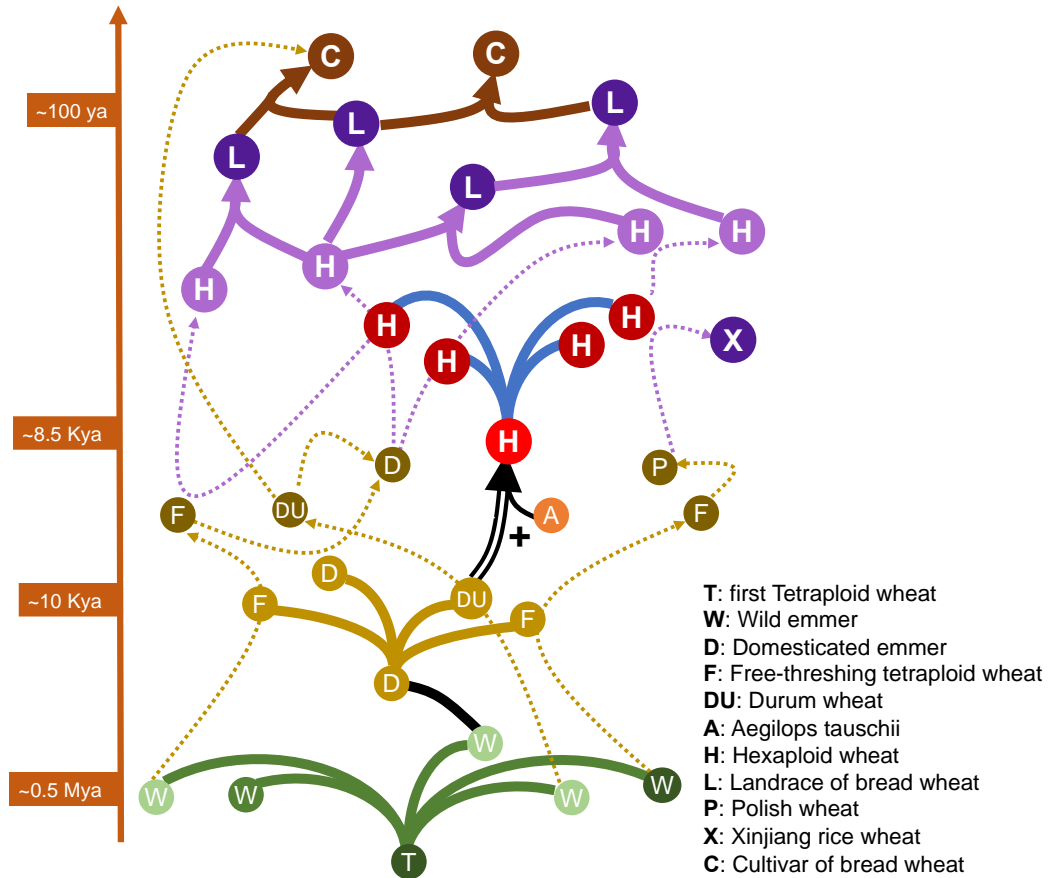 C
C
~100 ya
L
L
L
L
H
H
H
H
H
H
H
H
X
~8.5 Kya
H
D
P
F
DU
A
F
+
D
~10 Kya
F
DU
F
D
W
~0.5 Mya
W
W
W
W
T
T: first Tetraploid wheat
W: Wild emmer
D: Domesticated emmer
F: Free-threshing tetraploid wheat
DU: Durum wheat
A: Aegilops tauschii
H: Hexaploid wheat
L: Landrace of bread wheat
P: Polish wheat
X: Xinjiang rice wheat
C: Cultivar of bread wheat